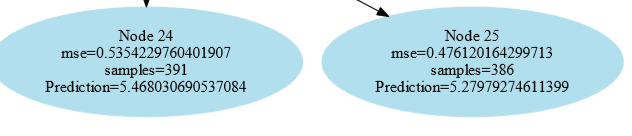 Node 24
mse=0.5354229760401907
samples=391
Prediction=5.468030690537084
Node 25
mse=0.476120164299713
samples=386
Prediction=5.27979274611399